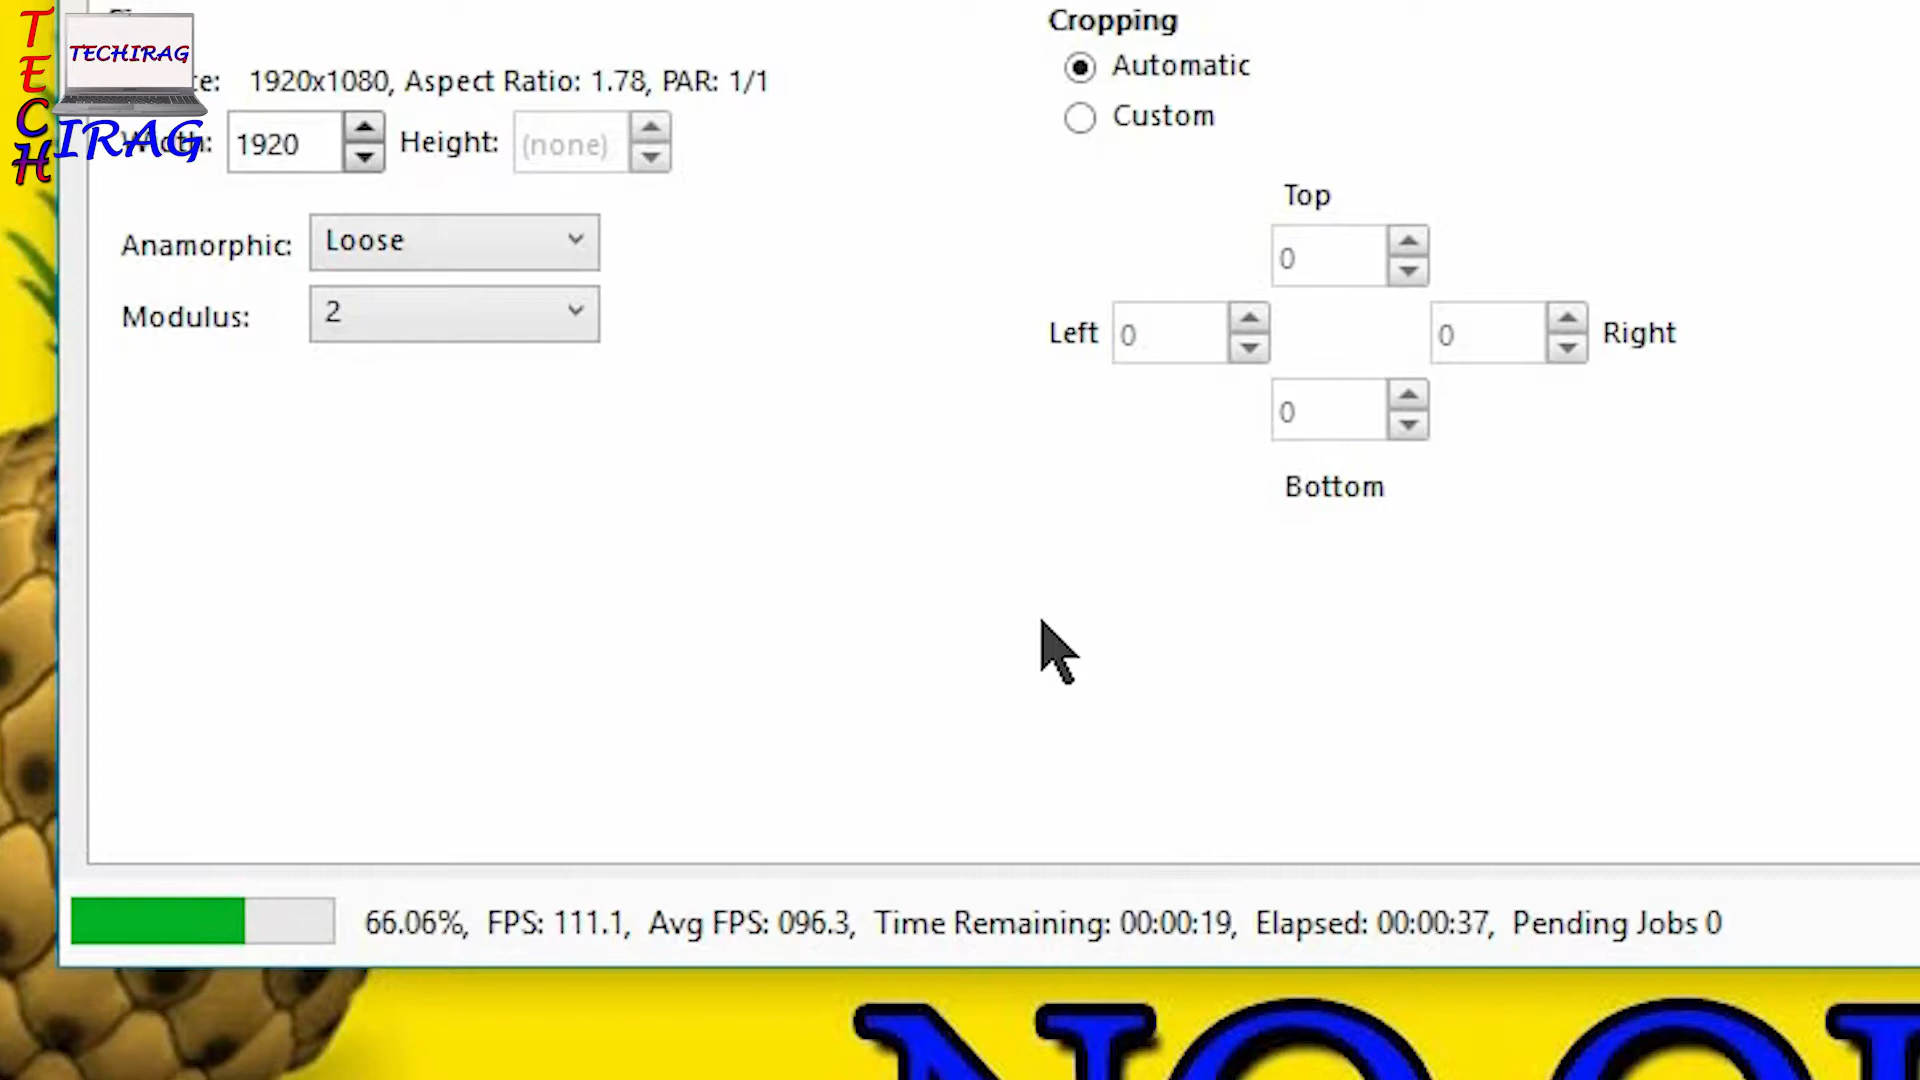 TECH
TECHIRAG
IRAG
Cropping
1920x1080, Aspect Ratio: 1.78, PAR: 1/1
Automatic
Width: 1920 Height: (none)
Custom
Top
0
Anamorphic: Loose
Modulus: 2
Left 0 0 Right
0
Bottom
66.06%, FPS: 111.1, Avg FPS: 096.3, Time Remaining: 00:00:19, Elapsed: 00:00:37, Pending Jobs 0
NO